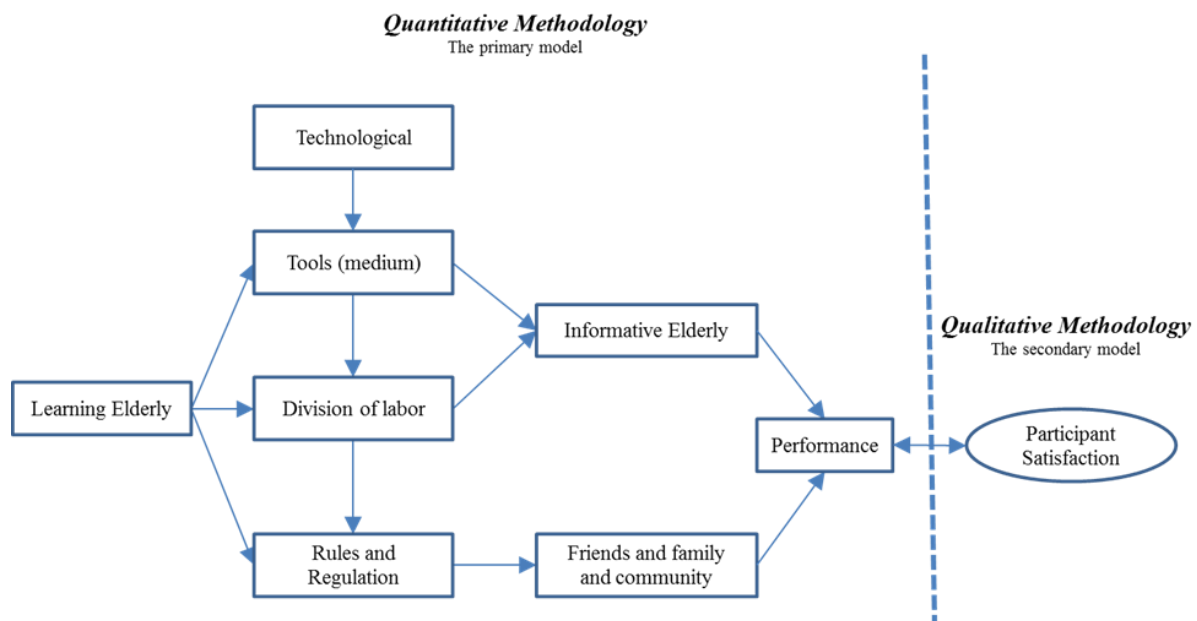 Quantitative Methodology
The primary model
Technological
Tools (medium)
Informative Elderly
Qualitative Methodology
The secondary model
Learning Elderly
Division of labor
Performance
Participant
Satisfaction
Rules and
Regulation
Friends and family
and community